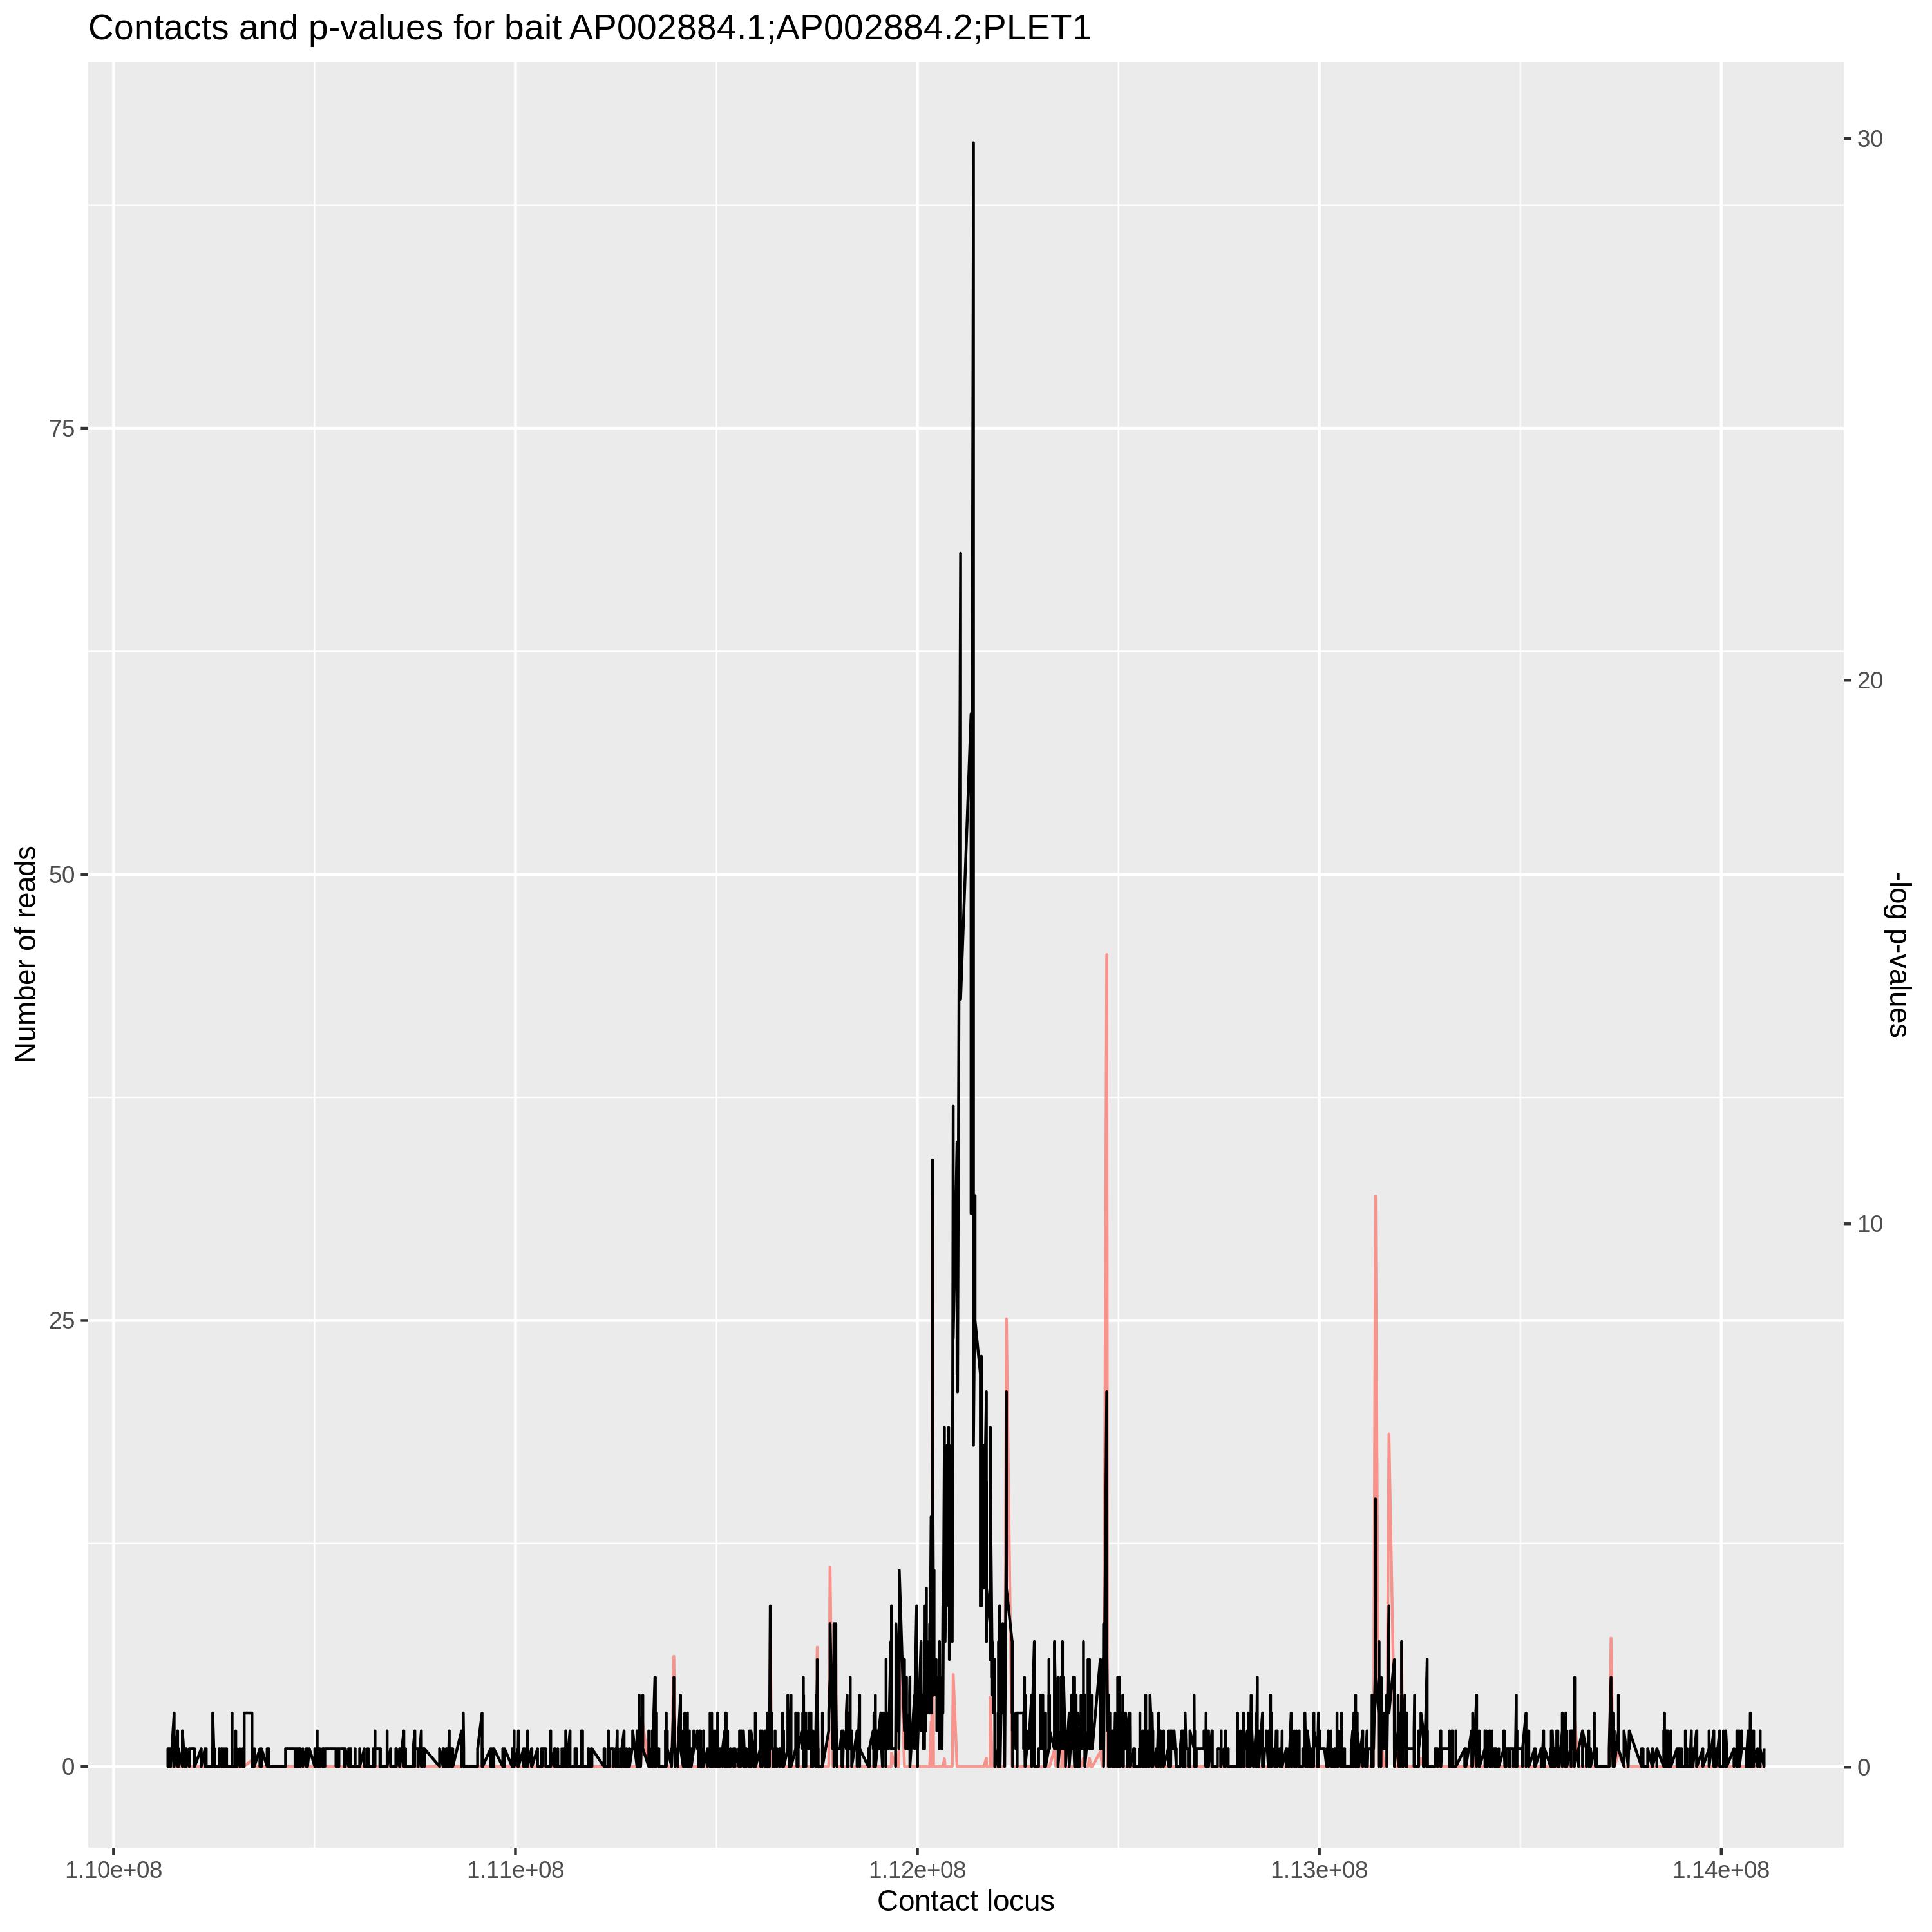 Contacts and p-values for bait AP002884.1;AP002884.2;PLET1
30
75
20
Number of reads
50
-log p-values
10
25
0
0
1.10e+08
1.11e+08
1.12e+08
1.13e+08
1.14e+08
Contact locus